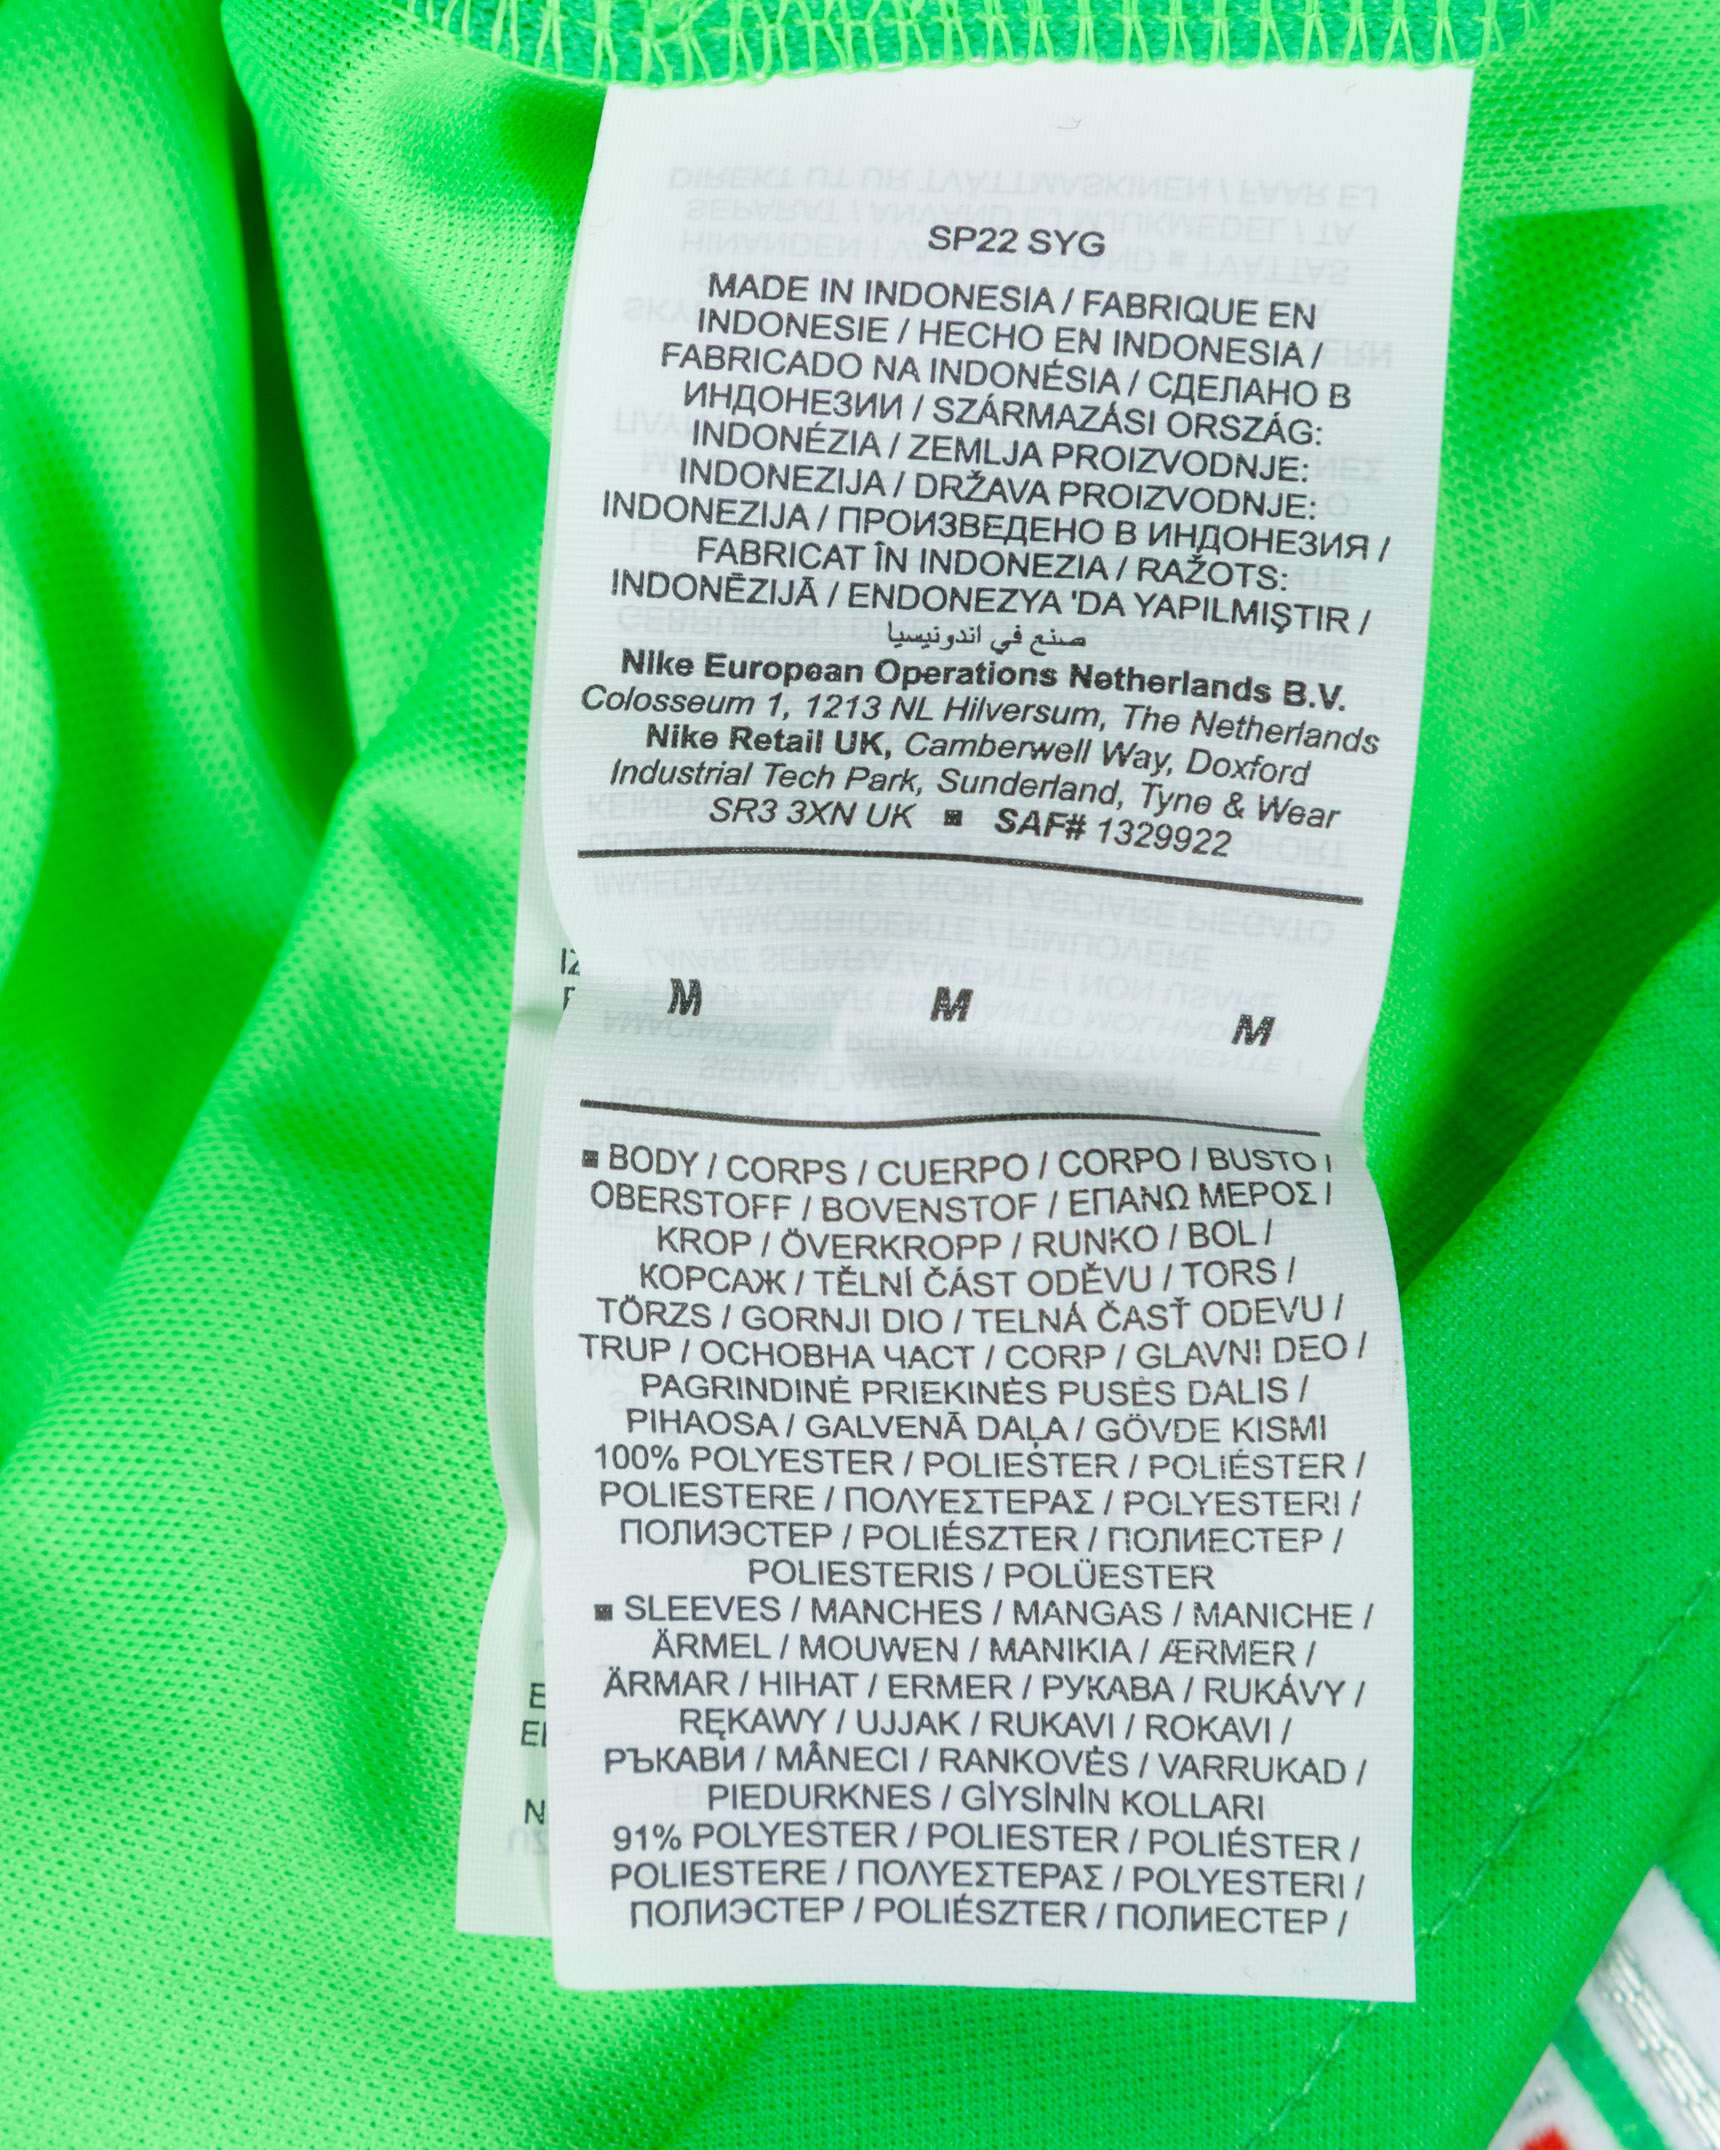 SP22 SYG
MADE IN INDONESIA / FABRIQUE EN
INDONESIE / HECHO EN INDONESIA /
FABRICADO NA INDONÉSIA / СДЕЛАНО В
ИНДОНЕЗИИ / SZÁRMAZÁSI ORSZÁG:
INDONÉZIA / ZEMLJA PROIZVODNJE:
INDONEZIJA / DRŽAVA PROIZVODNJE:
INDONEZIJA / ПРОИЗВЕДЕНО В ИНДОНЕЗИЯ /
FABRICAT ÎN INDONEZIA / RAŽOTS:
INDONĒZIJĀ / ENDONEZYA 'DA YAPILMIŞTIR /
صنع في اندونيسيا
Nike European Operations Netherlands B.V.
Colosseum 1, 1213 NL Hilversum, The Netherlands
Nike Retail UK, Camberwell Way, Doxford
Industrial Tech Park, Sunderland, Tyne & Wear
SR3 3XN UK ■ SAF# 1329922
M M M
■ BODY / CORPS / CUERPO / CORPO / BUSTO /
OBERSTOFF / BOVENSTOF / ΕΠΑΝΩ ΜΕΡΟΣ /
KROP / ÖVERKROPP / RUNKO / BOL /
КОРСАЖ / TĚLNÍ ČÁST ODĚVU / TORS /
TÖRZS / GORNJI DIO / TELNÁ ČASŤ ODEVU /
TRUP / ОСНОВНА ЧАСТ / CORP / GLAVNI DEO /
PAGRINDINĖ PRIEKINĖS PUSĖS DALIS /
PIHAOSA / GALVENĀ DAĻA / GÖVDE KISMI
100% POLYESTER / POLIESTER / POLIÉSTER /
POLIESTERE / ΠΟΛΥΕΣΤΕΡΑΣ / POLYESTERI /
ПОЛИЭСТЕР / POLIÉSZTER / ПОЛИЕСТЕР /
POLIESTERIS / POLÜESTER
■ SLEEVES / MANCHES / MANGAS / MANICHE /
ÄRMEL / MOUWEN / MANIKIA / ÆRMER /
ÄRMAR / HIHAT / ERMER / РУКАВА / RUKÁVY /
RĘKAWY / UJJAK / RUKAVI / ROKAVI /
РЪКАВИ / MÂNECI / RANKOVĖS / VARRUKAD /
PIEDURKNES / GİYSİNİN KOLLARI
91% POLYESTER / POLIESTER / POLIÉSTER /
POLIESTERE / ΠΟΛΥΕΣΤΕΡΑΣ / POLYESTERI /
ПОЛИЭСТЕР / POLIÉSZTER / ПОЛИЕСТЕР /